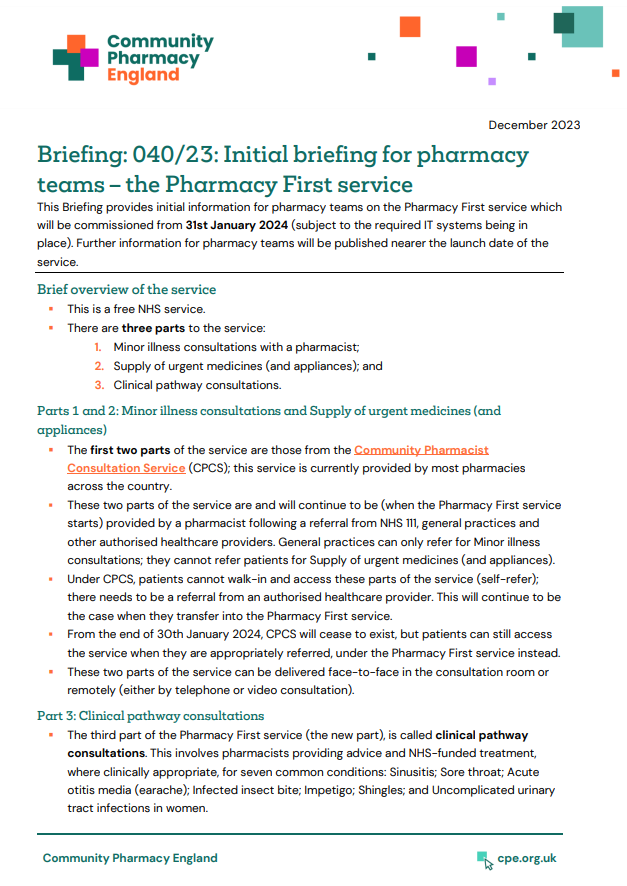 Community
Pharmacy
England
December 2023
Briefing: 040/23: Initial briefing for pharmacy
teams – the Pharmacy First service
This Briefing provides initial information for pharmacy teams on the Pharmacy First service which
will be commissioned from 31st January 2024 (subject to the required IT systems being in
place). Further information for pharmacy teams will be published nearer the launch date of the
service.
Brief overview of the service
▪ This is a free NHS service.
▪ There are three parts to the service:
1. Minor illness consultations with a pharmacist;
2. Supply of urgent medicines (and appliances); and
3. Clinical pathway consultations.
Parts 1 and 2: Minor illness consultations and Supply of urgent medicines (and
appliances)
▪ The first two parts of the service are those from the Community Pharmacist
Consultation Service (CPCS); this service is currently provided by most pharmacies
across the country.
▪ These two parts of the service are and will continue to be (when the Pharmacy First service
starts) provided by a pharmacist following a referral from NHS 111, general practices and
other authorised healthcare providers. General practices can only refer for Minor illness
consultations; they cannot refer patients for Supply of urgent medicines (and appliances).
▪ Under CPCS, patients cannot walk-in and access these parts of the service (self-refer);
there needs to be a referral from an authorised healthcare provider. This will continue to be
the case when they transfer into the Pharmacy First service.
▪ From the end of 30th January 2024, CPCS will cease to exist, but patients can still access
the service when they are appropriately referred, under the Pharmacy First service instead.
▪ These two parts of the service can be delivered face-to-face in the consultation room or
remotely (either by telephone or video consultation).
Part 3: Clinical pathway consultations
▪ The third part of the Pharmacy First service (the new part), is called clinical pathway
consultations. This involves pharmacists providing advice and NHS-funded treatment,
where clinically appropriate, for seven common conditions: Sinusitis; Sore throat; Acute
otitis media (earache); Infected insect bite; Impetigo; Shingles; and Uncomplicated urinary
tract infections in women.
Community Pharmacy England
cpe.org.uk